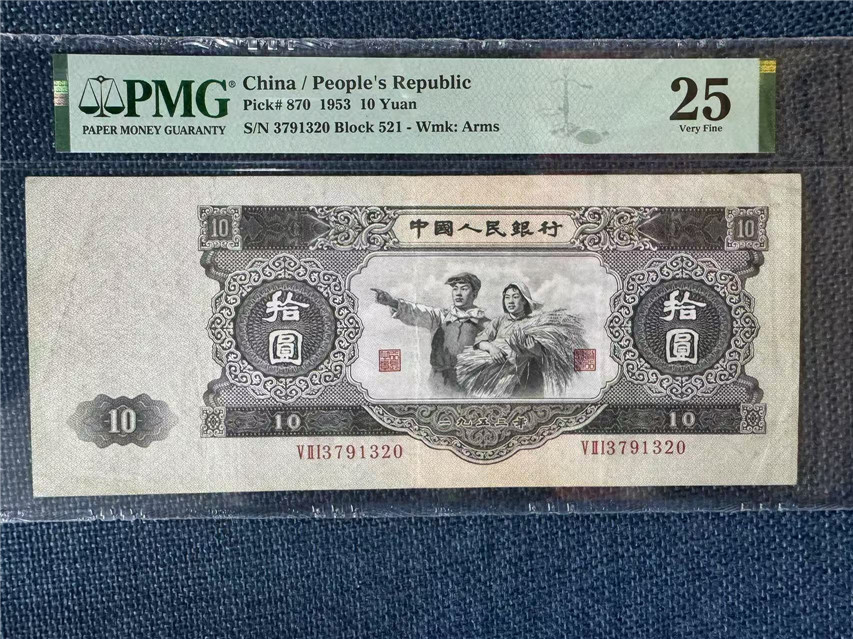 PMG®
PAPER MONEY GUARANTY
China / People's Republic
Pick# 870 1953 10 Yuan
S/N 3791320 Block 521 - Wmk: Arms
25
Very Fine
10 中國人民銀行 10
拾圓 拾圓
10
10 一九五三年 10
VIII3791320 VIII3791320